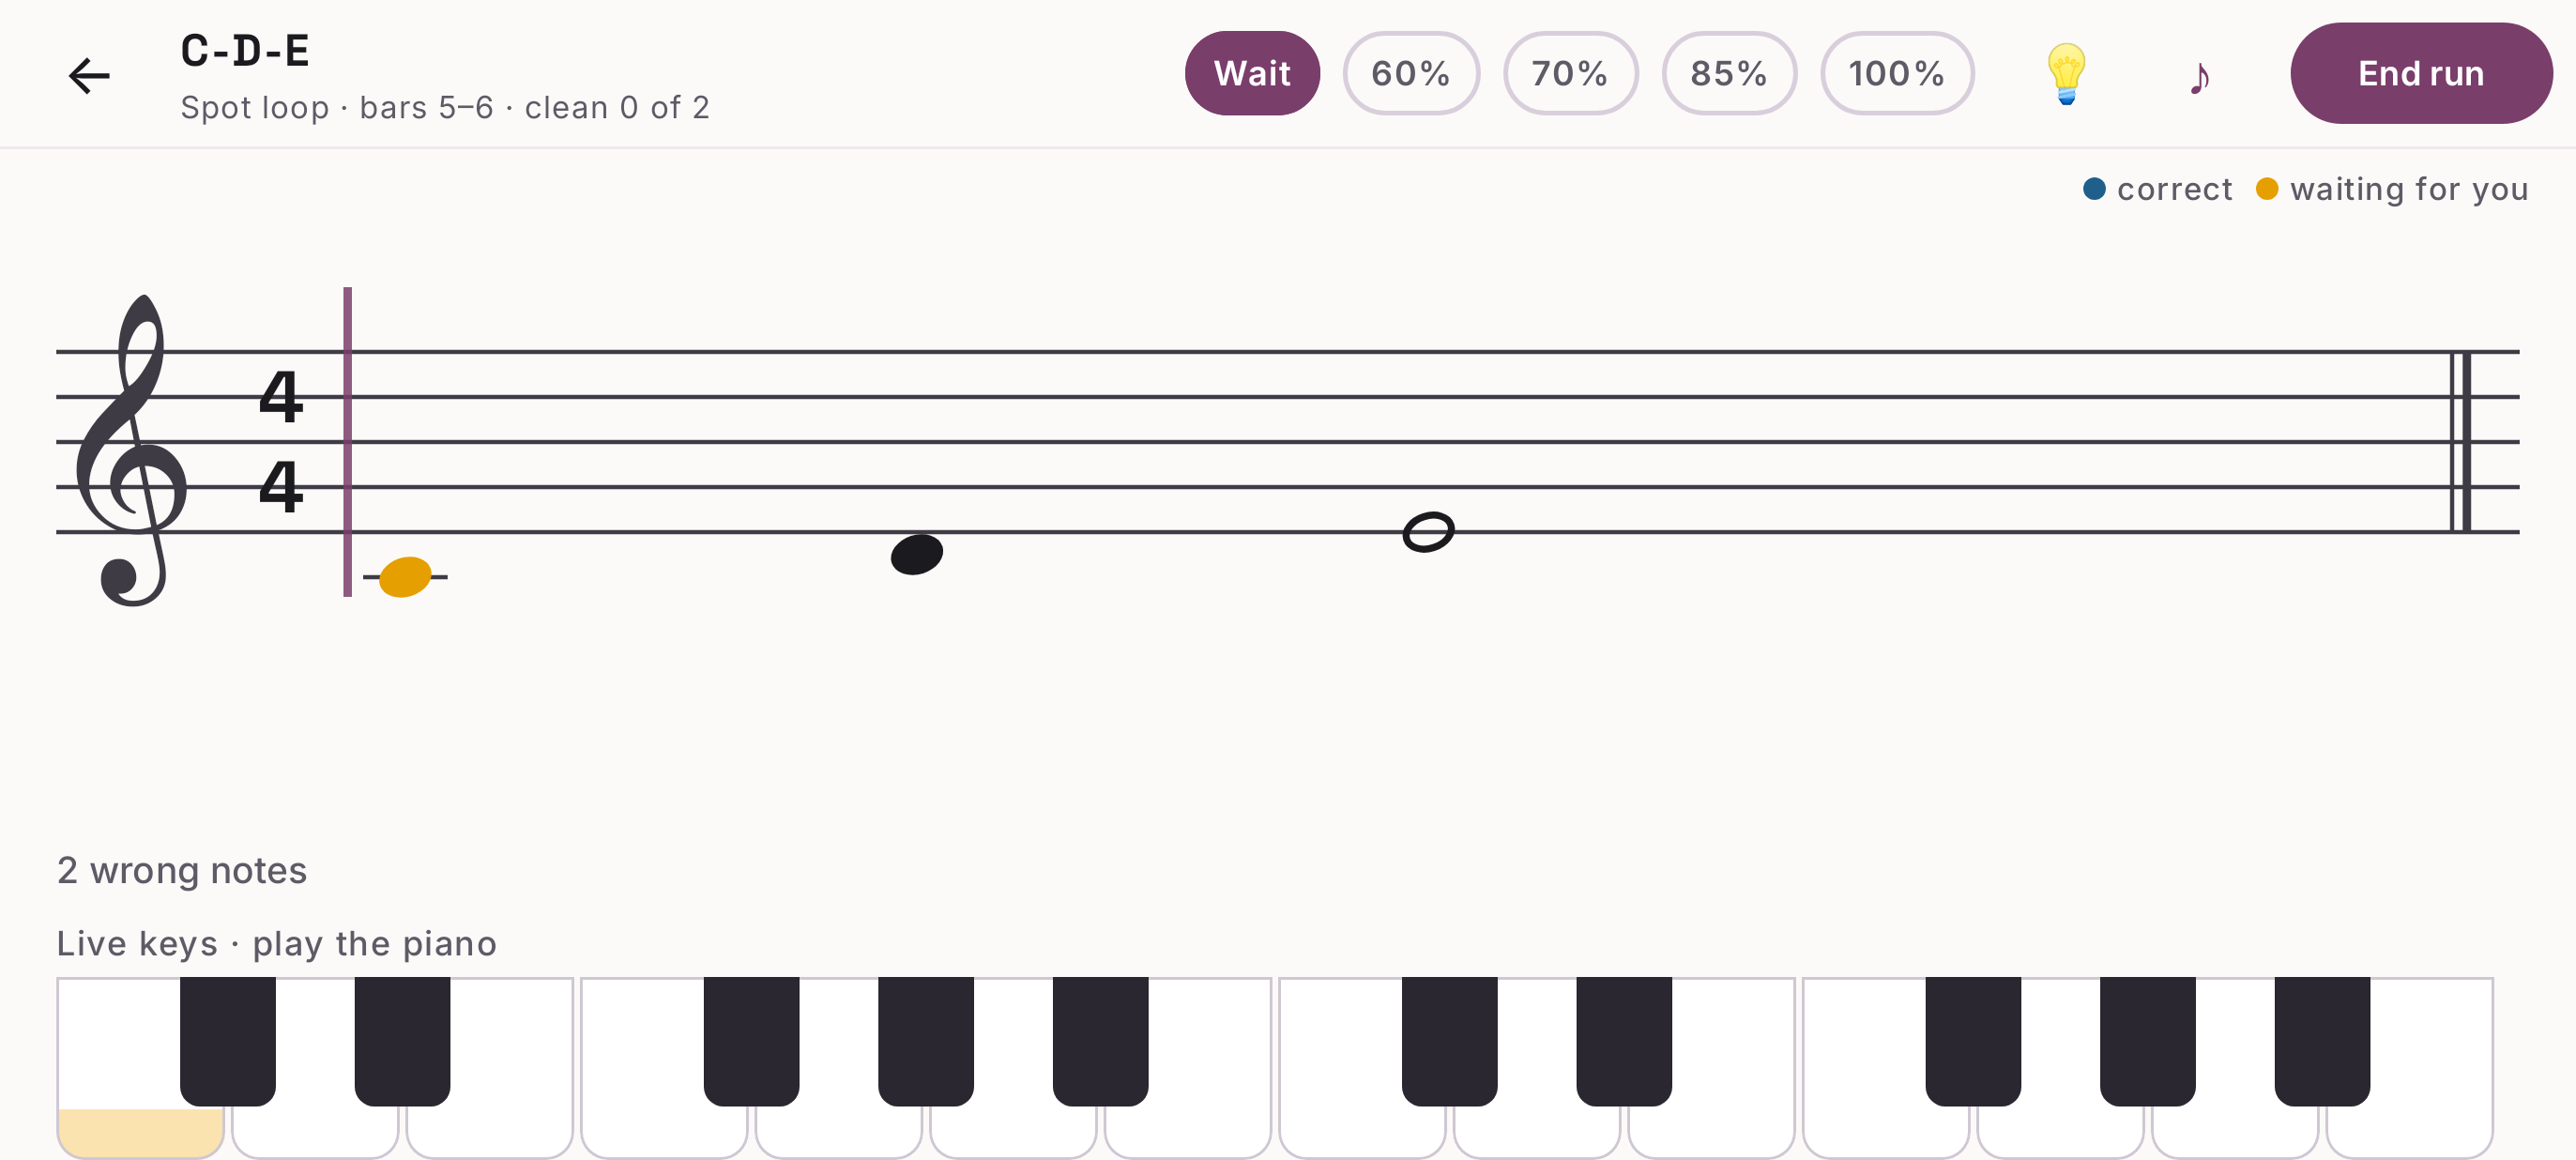 C-D-E
Spot loop · bars 5–6 · clean 0 of 2
Wait
60%
70%
85%
100%
End run
correct
waiting for you
4
4
2 wrong notes
Live keys · play the piano